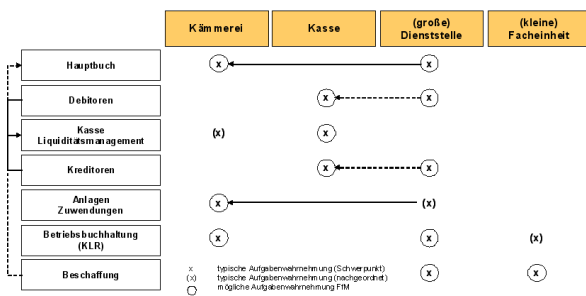 Kämmerei
Kasse
(große)
Dienststelle
(kleine)
Facheinheit
Hauptbuch
x
x
Debitoren
x
x
Kasse
Liquiditätsmanagement
(x)
x
Kreditoren
x
x
Anlagen
Zuwendungen
x
(x)
Betriebsbuchhaltung
(KLR)
x
x
(x)
Beschaffung
x
x
x typische Aufgabenwahrnehmung (Schwerpunkt)
(x) typische Aufgabenwahrnehmung (nachgeordnet)
mögliche Aufgabenwahrnehmung FfM